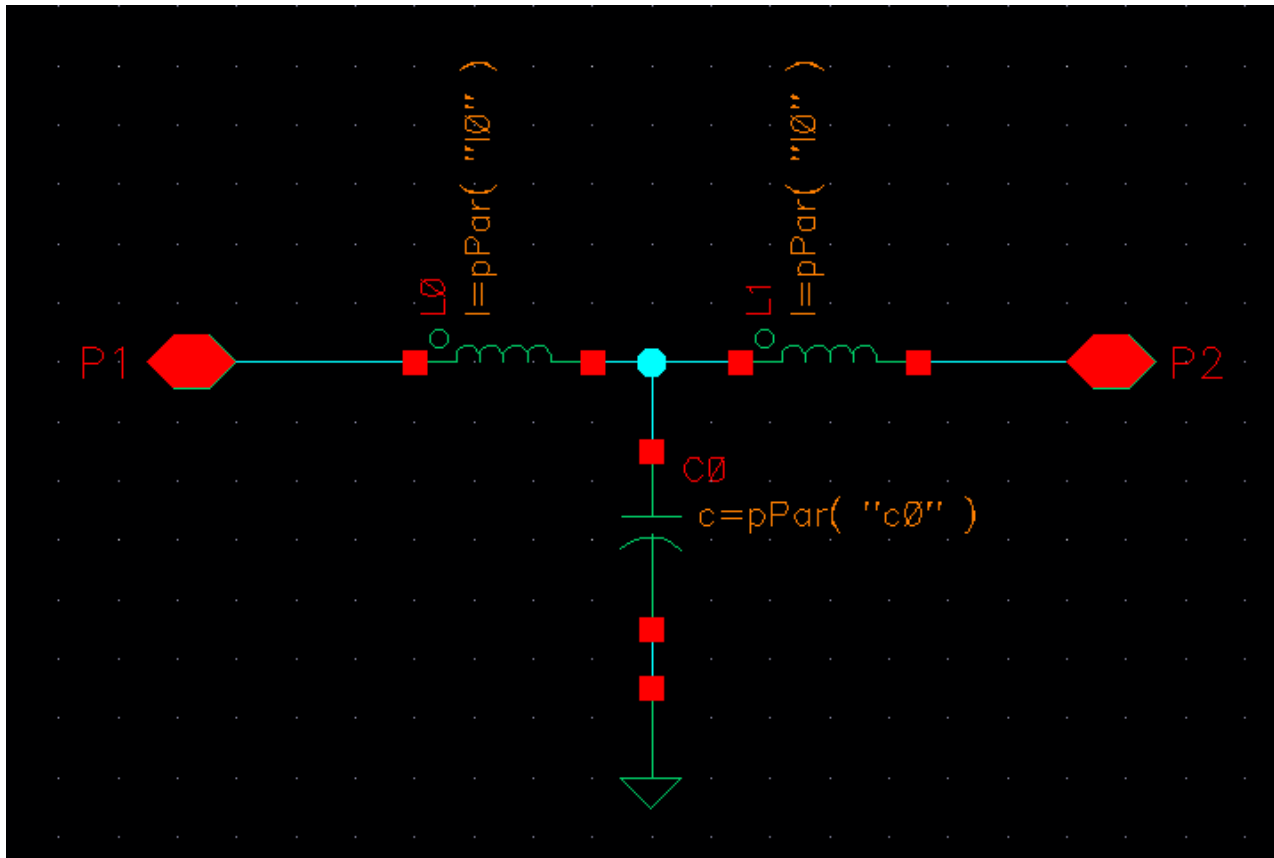 l=pPar( "l0" )
l=pPar( "l0" )
L0
L1
P1
P2
C0
c=pPar( "c0" )